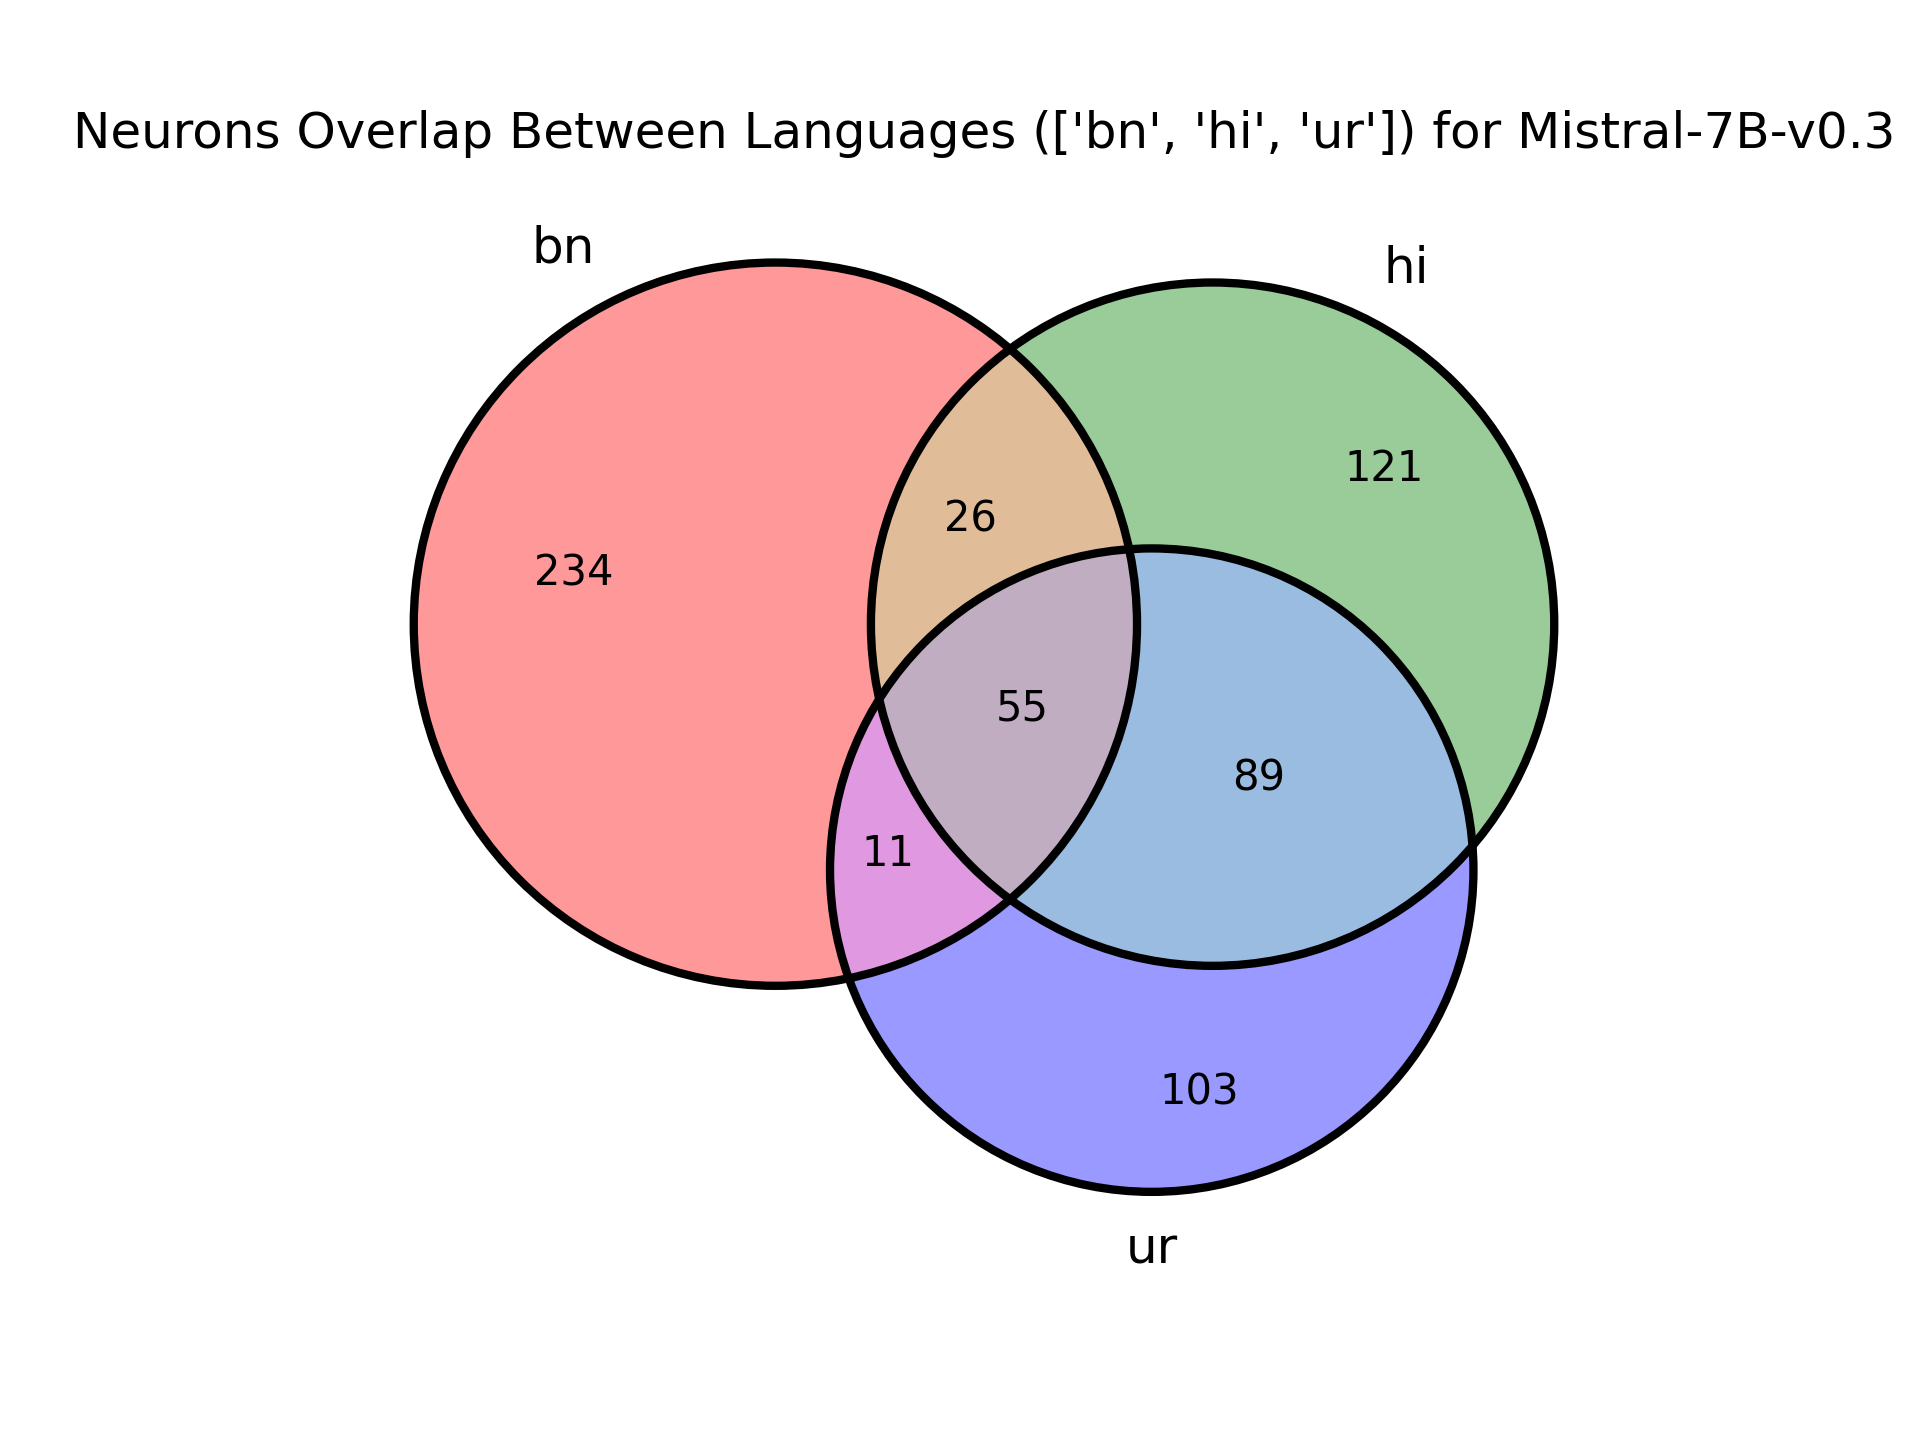 Neurons Overlap Between Languages (['bn', 'hi', 'ur']) for Mistral-7B-v0.3
bn
hi
121
26
234
55
89
11
103
ur